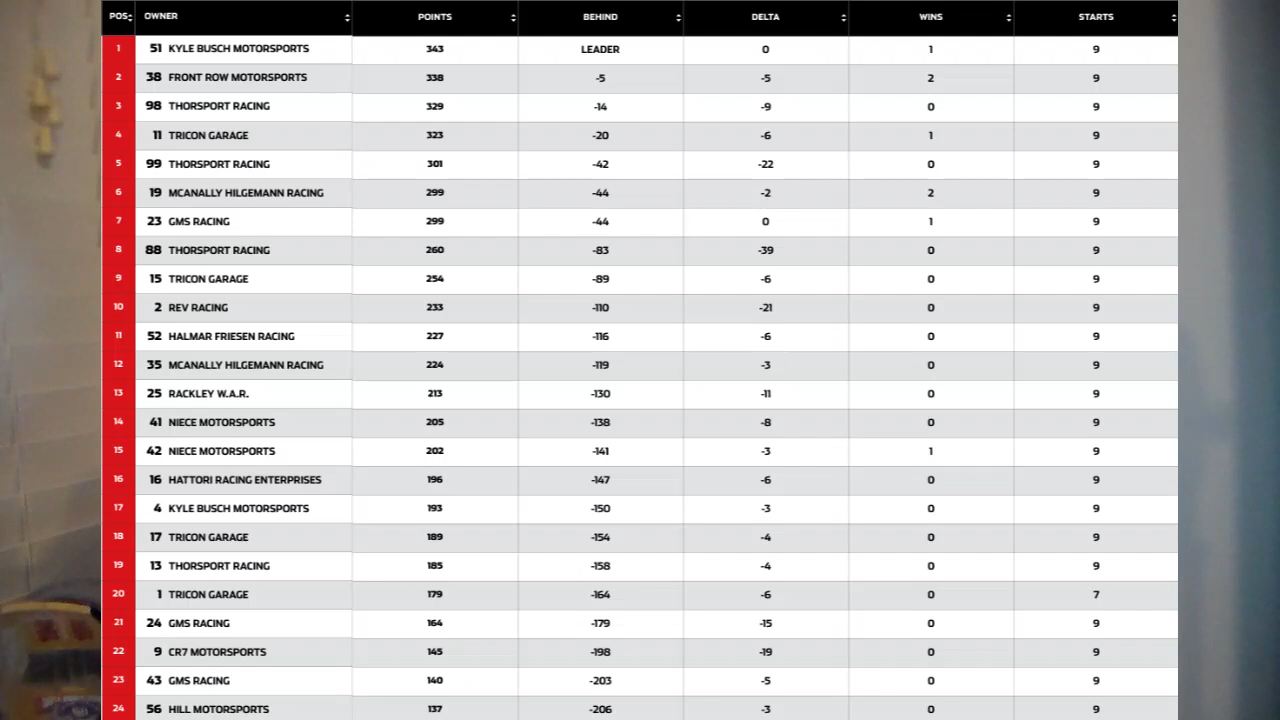 POS OWNER POINTS BEHIND DELTA WINS STARTS
1 51 KYLE BUSCH MOTORSPORTS 343 LEADER 0 1 9
2 38 FRONT ROW MOTORSPORTS 338 -5 -5 2 9
3 98 THORSPORT RACING 329 -14 -9 0 9
4 11 TRICON GARAGE 323 -20 -6 1 9
5 99 THORSPORT RACING 301 -42 -22 0 9
6 19 MCANALLY HILGEMANN RACING 299 -44 -2 2 9
7 23 GMS RACING 299 -44 0 1 9
8 88 THORSPORT RACING 260 -83 -39 0 9
9 15 TRICON GARAGE 254 -89 -6 0 9
10 2 REV RACING 233 -110 -21 0 9
11 52 HALMAR FRIESEN RACING 227 -116 -6 0 9
12 35 MCANALLY HILGEMANN RACING 224 -119 -3 0 9
13 25 RACKLEY W.A.R. 213 -130 -11 0 9
14 41 NIECE MOTORSPORTS 205 -138 -8 0 9
15 42 NIECE MOTORSPORTS 202 -141 -3 1 9
16 16 HATTORI RACING ENTERPRISES 196 -147 -6 0 9
17 4 KYLE BUSCH MOTORSPORTS 193 -150 -3 0 9
18 17 TRICON GARAGE 189 -154 -4 0 9
19 13 THORSPORT RACING 185 -158 -4 0 9
20 1 TRICON GARAGE 179 -164 -6 0 7
21 24 GMS RACING 164 -179 -15 0 9
22 9 CR7 MOTORSPORTS 145 -198 -19 0 9
23 43 GMS RACING 140 -203 -5 0 9
24 56 HILL MOTORSPORTS 137 -206 -3 0 9